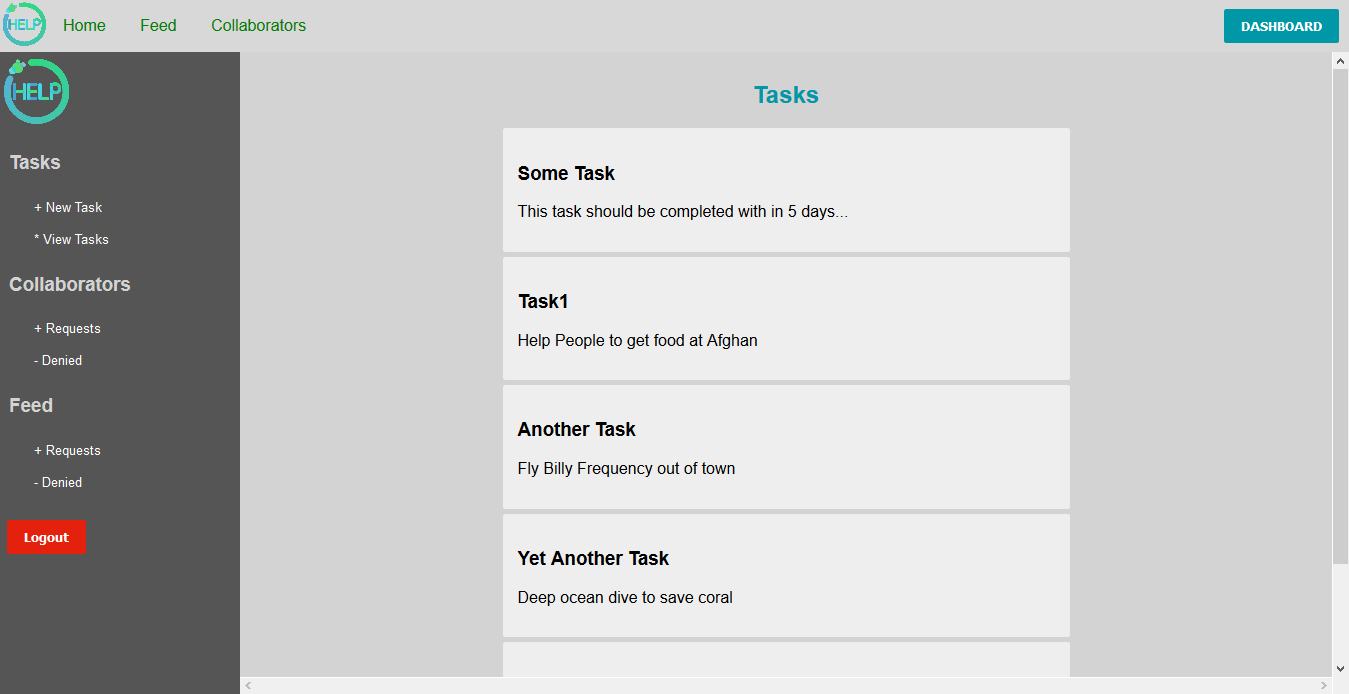 HELP
Home
Feed
Collaborators
DASHBOARD
HELP
Tasks
+ New Task
* View Tasks
Collaborators
+ Requests
- Denied
Feed
+ Requests
- Denied
Logout
Tasks
Some Task
This task should be completed with in 5 days...
Task1
Help People to get food at Afghan
Another Task
Fly Billy Frequency out of town
Yet Another Task
Deep ocean dive to save coral